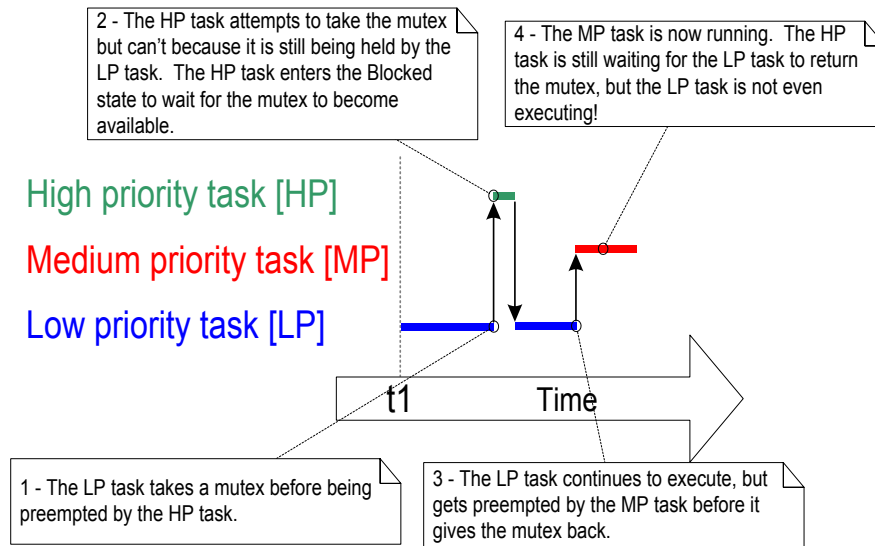 2 - The HP task attempts to take the mutex
but can’t because it is still being held by the
LP task.  The HP task enters the Blocked
state to wait for the mutex to become
available.
4 - The MP task is now running.  The HP
task is still waiting for the LP task to return
the mutex, but the LP task is not even
executing!
High priority task [HP]
Medium priority task [MP]
Low priority task [LP]
t1
Time
1 - The LP task takes a mutex before being
preempted by the HP task.
3 - The LP task continues to execute, but
gets preempted by the MP task before it
gives the mutex back.